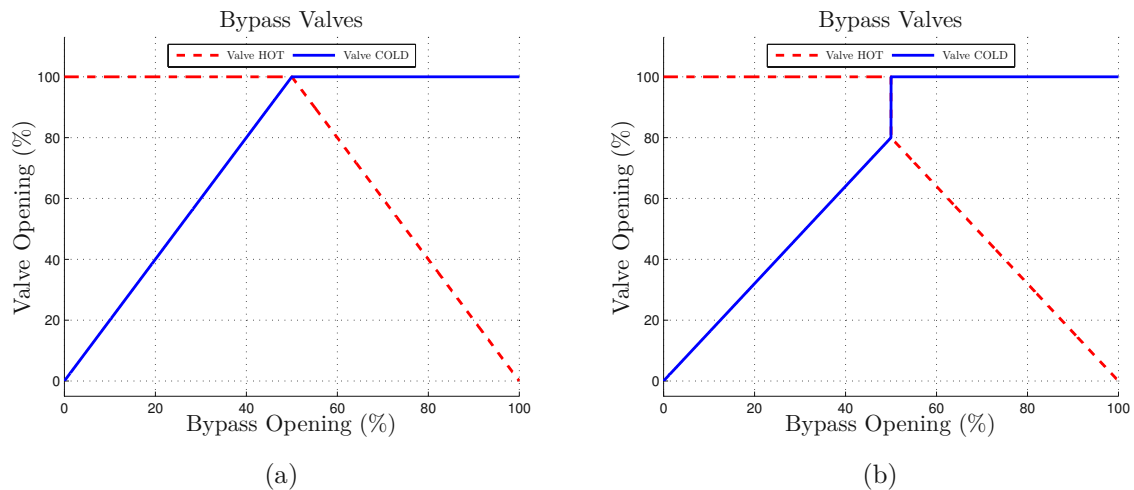 Bypass Valves
Valve HOT Valve COLD
Valve Opening (%)
100
80
60
40
20
0
0 20 40 60 80 100
Bypass Opening (%)
(a)
Bypass Valves
Valve HOT Valve COLD
Valve Opening (%)
100
80
60
40
20
0
0 20 40 60 80 100
Bypass Opening (%)
(b)